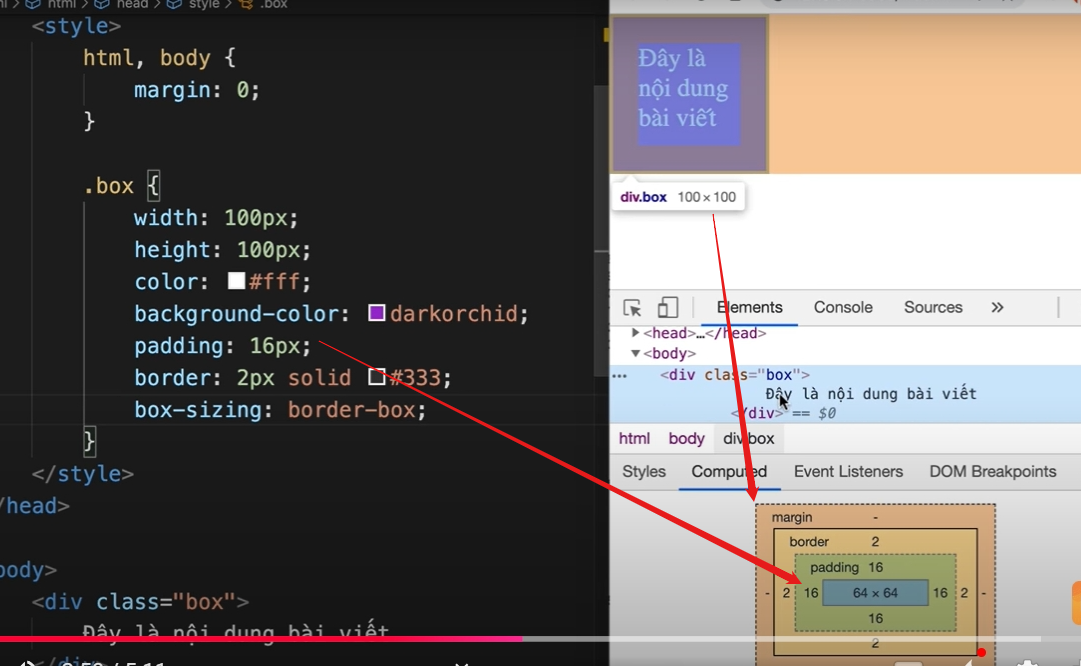 html > head > style > .box
<style>
html, body {
margin: 0;
}
.box {
width: 100px;
height: 100px;
color: #fff;
background-color: darkorchid;
padding: 16px;
border: 2px solid #333;
box-sizing: border-box;
}
</style>
/head>
body>
<div class="box">
Đây là nội dung bài viết
</div>
/ 5:11
Đây là
nội dung
bài viết
div.box 100 × 100
Elements Console Sources »
▶<head>…</head>
▼<body>
••• <div class="box">
Đây là nội dung bài viết
</div> == $0
html body div.box
Styles Computed Event Listeners DOM Breakpoints
margin -
border 2
padding 16
- 2 16 64 × 64 16 2 -
16
2